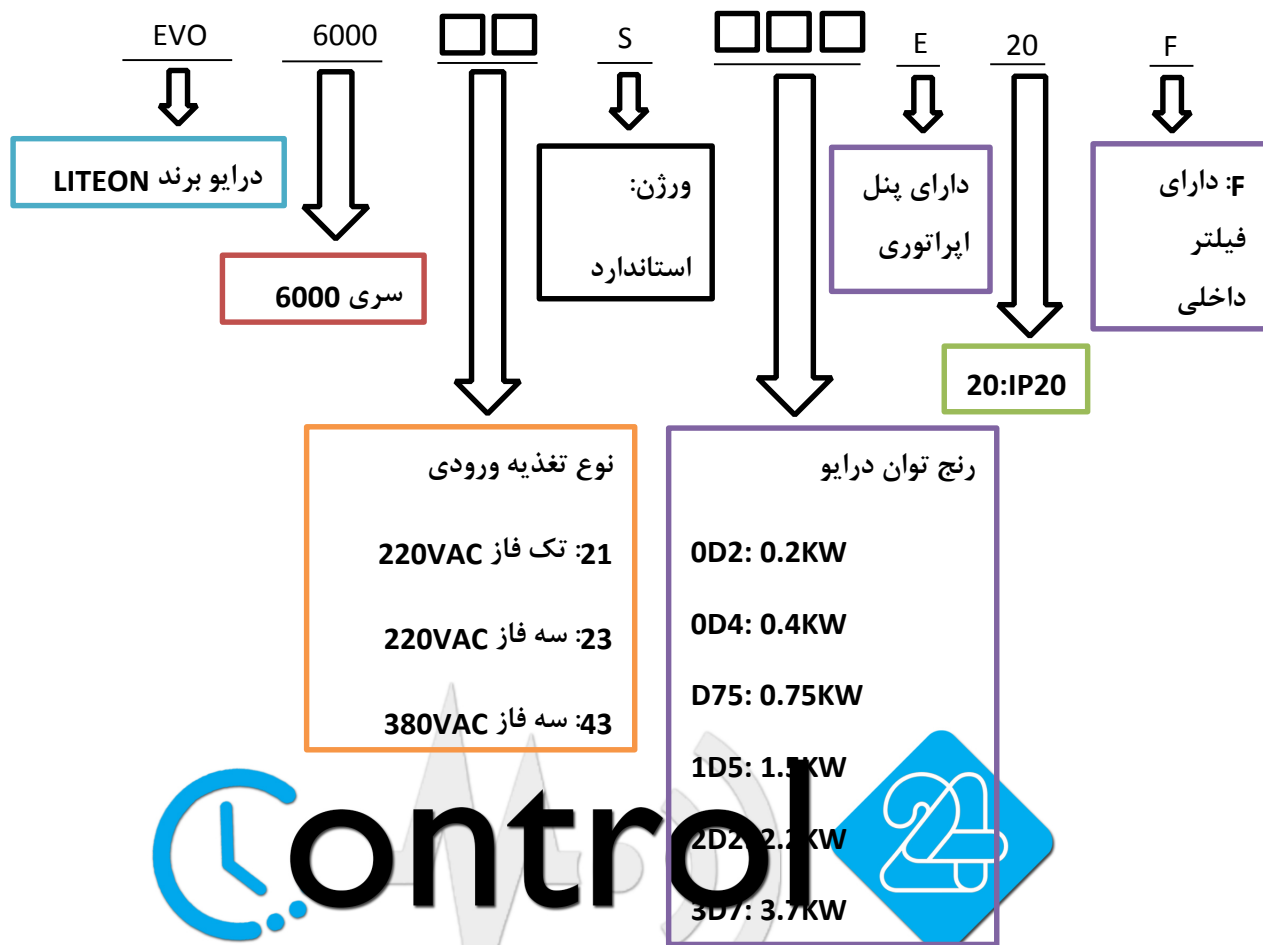 EVO 6000 □□ S □□□ E 20 F
درایو برند LITEON
سری 6000
ورژن:
استاندارد
دارای پنل
اپراتوری
20:IP20
F: دارای
فیلتر
داخلی
نوع تغذیه ورودی
21: تک فاز 220VAC
23: سه فاز 220VAC
43: سه فاز 380VAC
رنج توان درایو
0D2: 0.2KW
0D4: 0.4KW
D75: 0.75KW
1D5: 1.5KW
2D2: 2.2KW
3D7: 3.7KW
Control 24